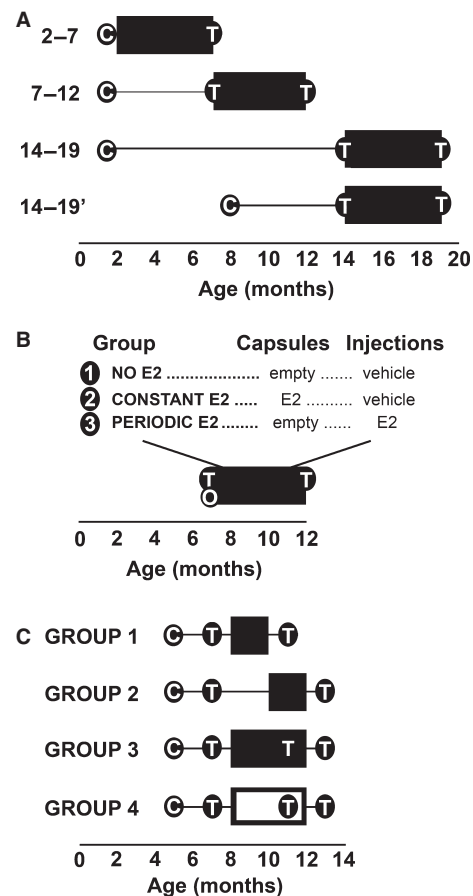 A
2–7 C T
7–12 C T T
14–19 C T T
14–19’ C T T
0 2 4 6 8 10 12 14 16 18 20
Age (months)
B
Group Capsules Injections
1 NO E2 .................... empty ....... vehicle
2 CONSTANT E2 ..... E2 .......... vehicle
3 PERIODIC E2........ empty ...... E2
T T
O
0 2 4 6 8 10 12
Age (months)
C GROUP 1 C T T
GROUP 2 C T T
GROUP 3 C T T T
GROUP 4 C T T T
0 2 4 6 8 10 12 14
Age (months)